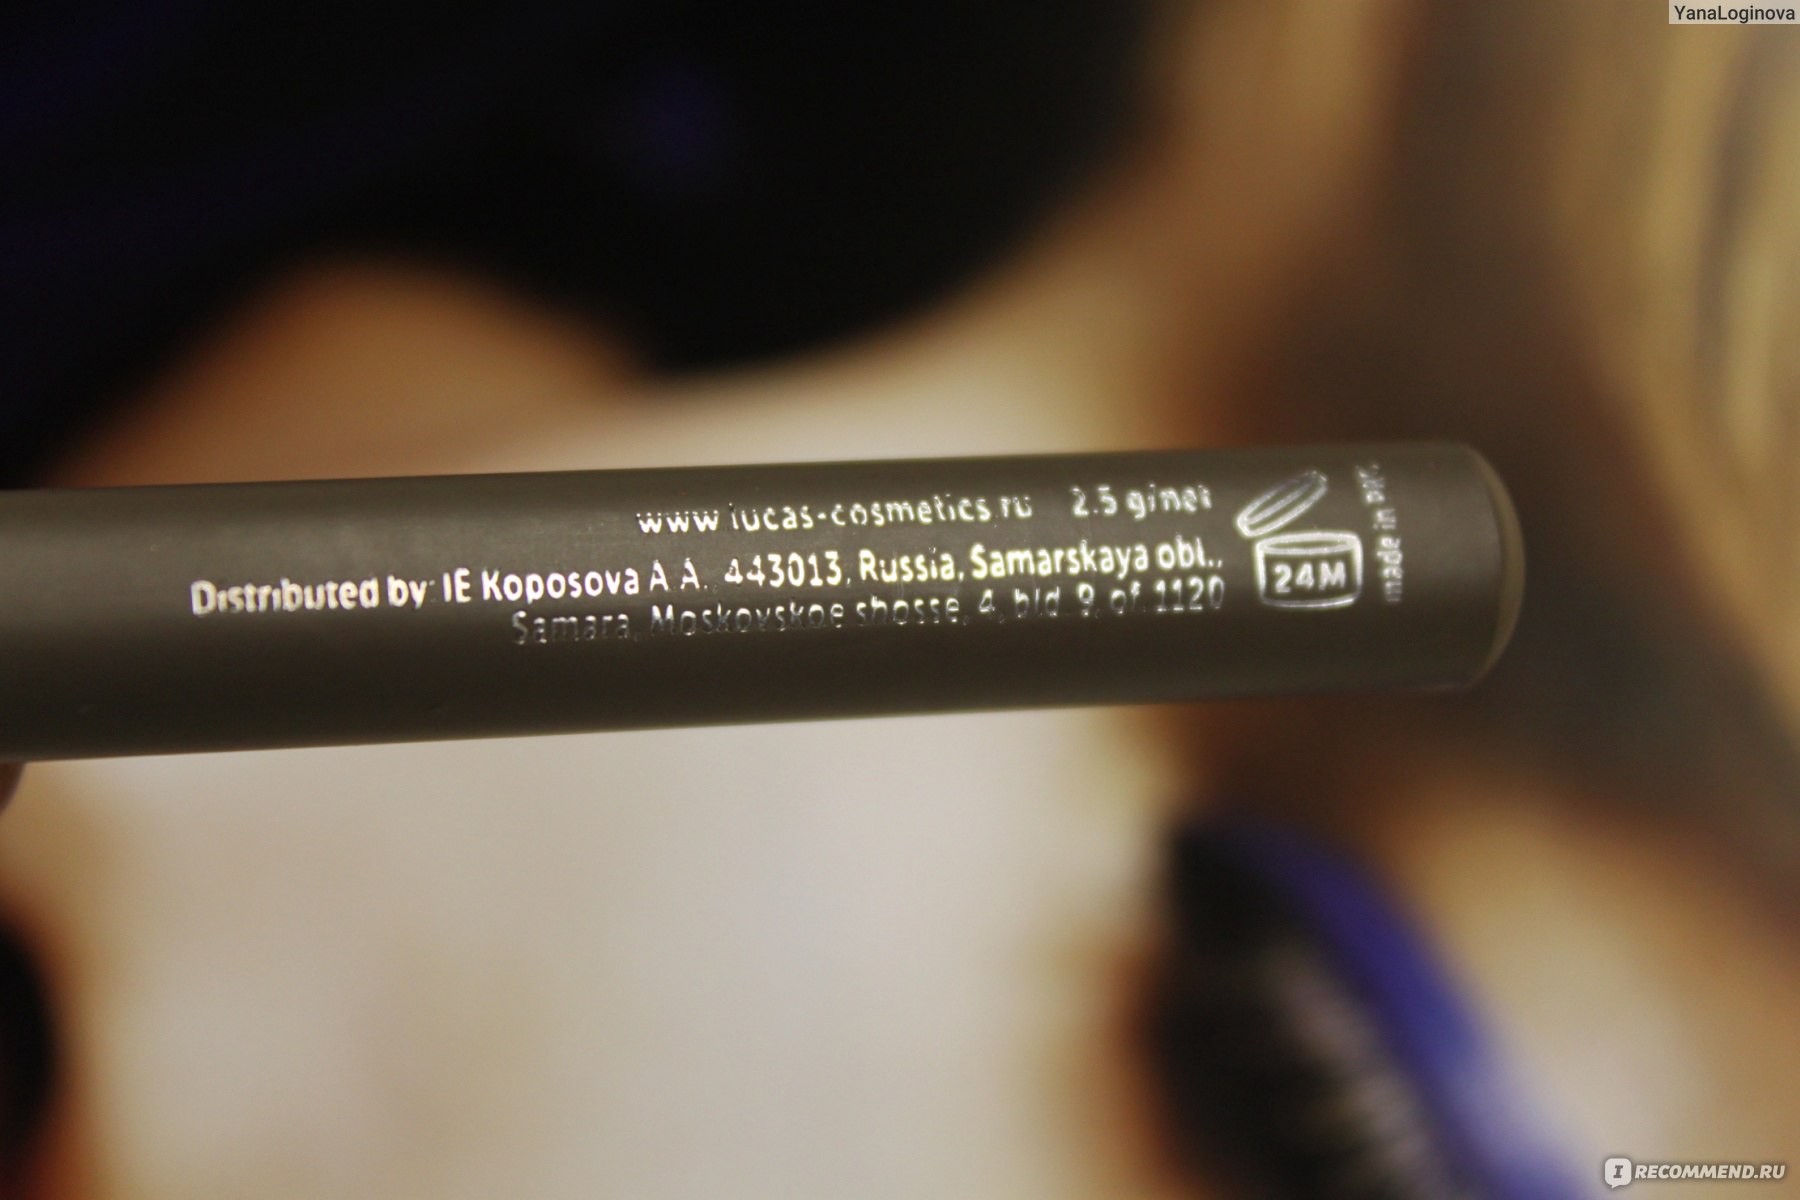 YanaLoginova
www.lucas-cosmetics.ru 2.5 g/net
Distributed by: IE Koposova A.A. 443013, Russia, Samarskaya obl.,
Samara, Moskovskoe shosse, 4, bld. 9, of. 1120
24M
made in PRC
IRECOMMEND.RU